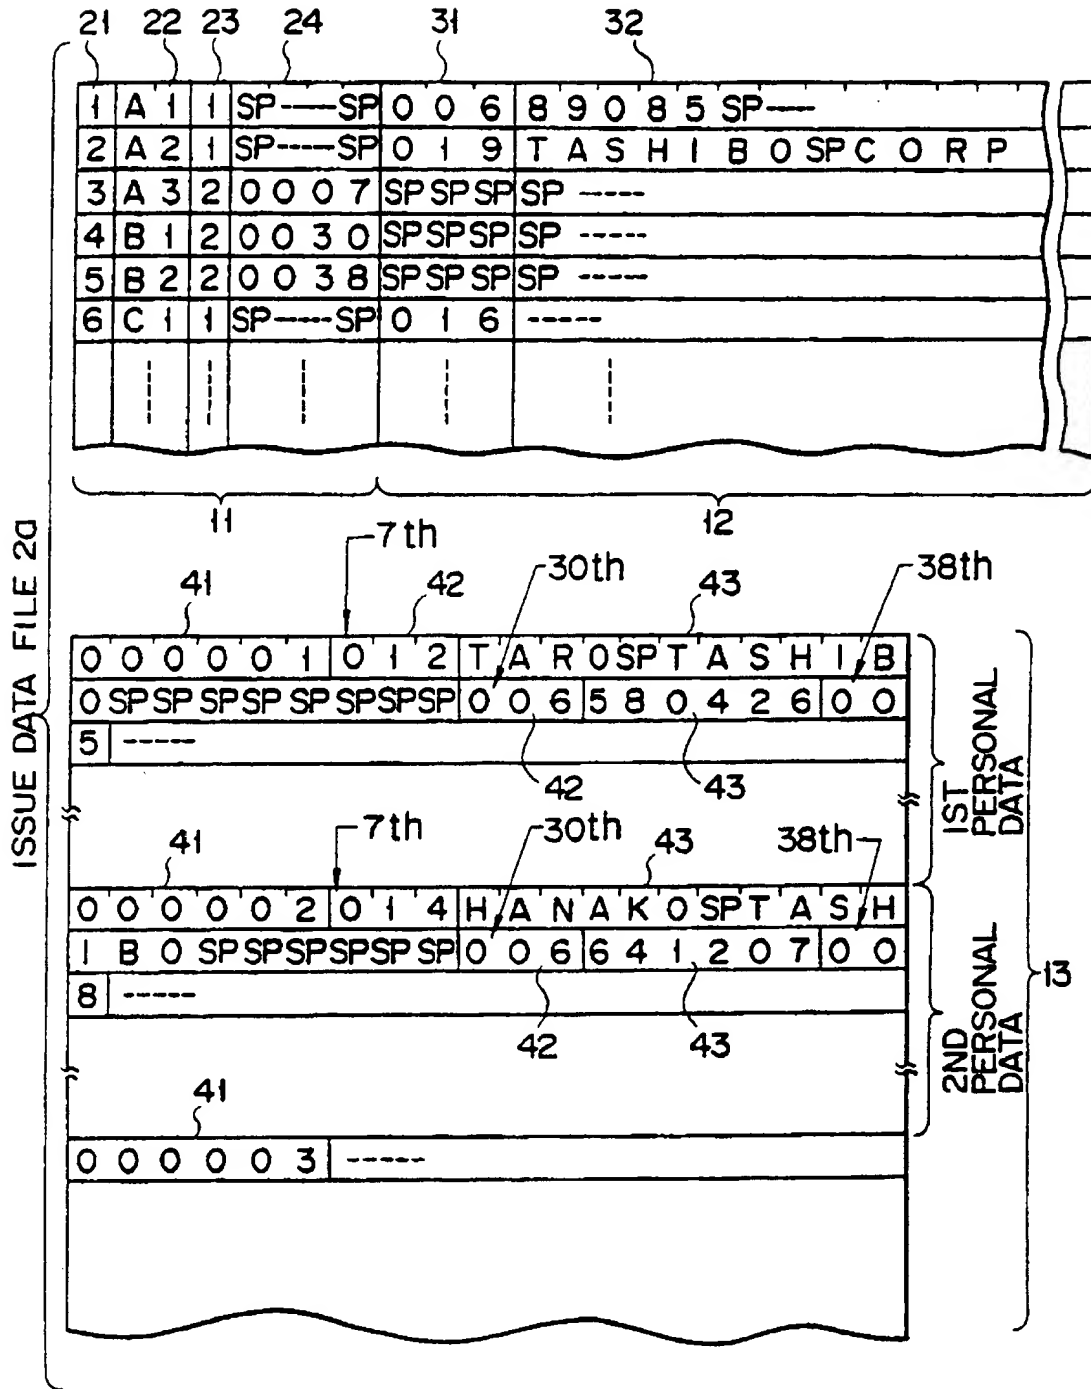 21 22 23 24 31 32
1 A 1 1 SP----SP 0 0 6 8 9 0 8 5 SP----
2 A 2 1 SP----SP 0 1 9 T A S H I B O SP C O R P
3 A 3 2 0 0 0 7 SP SP SP SP -----
4 B 1 2 0 0 3 0 SP SP SP SP -----
5 B 2 2 0 0 3 8 SP SP SP SP -----
6 C 1 1 SP----SP 0 1 6 -----
11 12
ISSUE DATA FILE 2a
41 7th 42 30th 43 38th
0 0 0 0 0 1 0 1 2 T A R O SP T A S H I B
O SP SP SP SP SP SP SP SP 0 0 6 5 8 0 4 2 6 0 0
5 -----
42 43
1ST PERSONAL DATA
41 7th 30th 43 38th
0 0 0 0 0 2 0 1 4 H A N A K O SP T A S H
I B O SP SP SP SP SP SP 0 0 6 6 4 1 2 0 7 0 0
8 -----
42 43
2ND PERSONAL DATA
13
41
0 0 0 0 0 3 -----